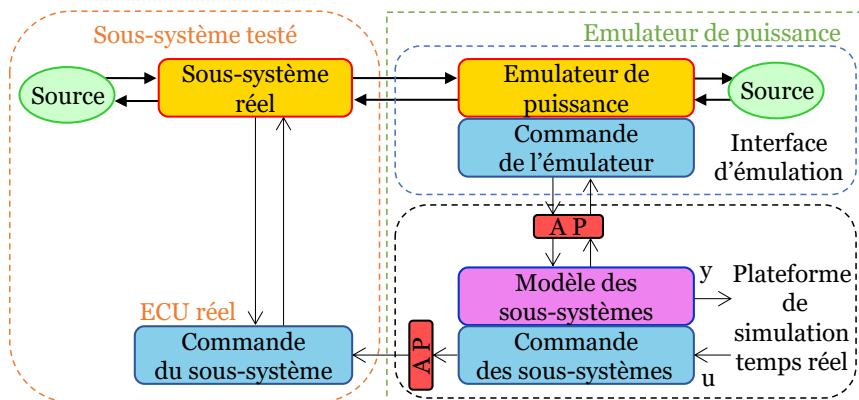 Sous-système testé
Emulateur de puissance
Source
Sous-système
réel
Emulateur de
puissance
Source
Commande
de l'émulateur
Interface
d'émulation
A P
Modèle des
sous-systèmes
y
Plateforme
de
simulation
temps réel
ECU réel
Commande
du sous-système
A P
Commande
des sous-systèmes
u